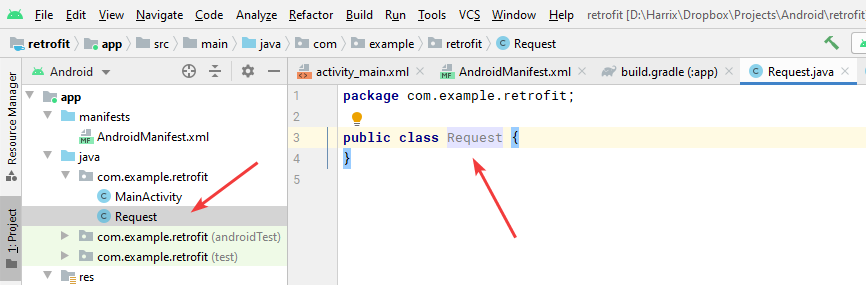 File Edit View Navigate Code Analyze Refactor Build Run Tools VCS Window Help retrofit [D:\Harrix\Dropbox\Projects\Android\retrofit
retrofit app src main java com example retrofit Request
Android activity_main.xml AndroidManifest.xml build.gradle (:app) Request.java
Resource Manager
1: Project
app
manifests
AndroidManifest.xml
java
com.example.retrofit
MainActivity
Request
com.example.retrofit (androidTest)
com.example.retrofit (test)
res
1 package com.example.retrofit;
2
3 public class Request {
4 }
5